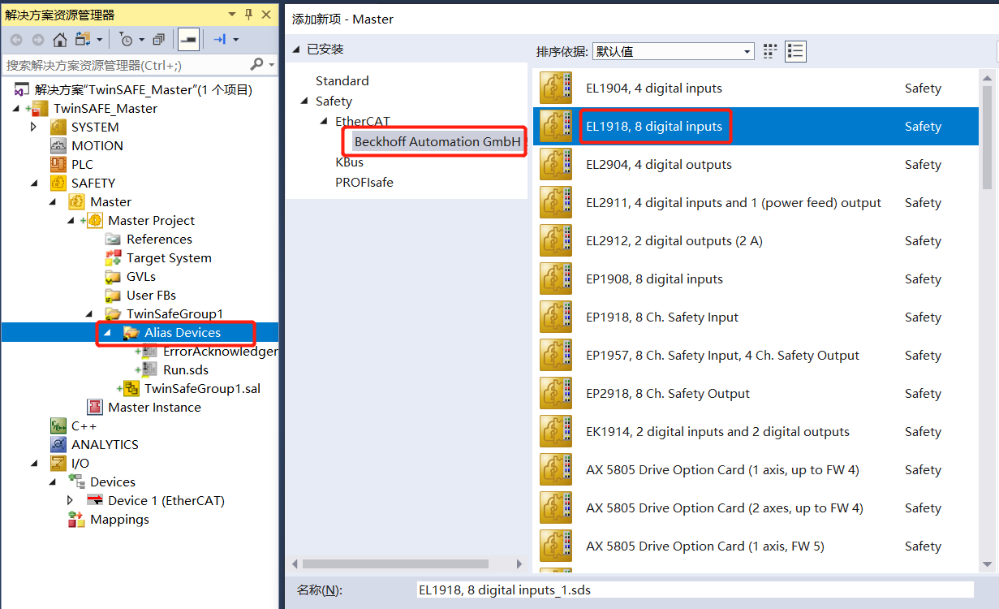 解决方案资源管理器
搜索解决方案资源管理器(Ctrl+;)
解决方案"TwinSAFE_Master"(1 个项目)
TwinSAFE_Master
SYSTEM
MOTION
PLC
SAFETY
Master
Master Project
References
Target System
GVLs
User FBs
TwinSafeGroup1
Alias Devices
ErrorAcknowledger
Run.sds
TwinSafeGroup1.sal
Master Instance
C++
ANALYTICS
I/O
Devices
Device 1 (EtherCAT)
Mappings
添加新项 - Master
已安装
Standard
Safety
EtherCAT
Beckhoff Automation GmbH
KBus
PROFIsafe
排序依据: 默认值
EL1904, 4 digital inputs Safety
EL1918, 8 digital inputs Safety
EL2904, 4 digital outputs Safety
EL2911, 4 digital inputs and 1 (power feed) output Safety
EL2912, 2 digital outputs (2 A) Safety
EP1908, 8 digital inputs Safety
EP1918, 8 Ch. Safety Input Safety
EP1957, 8 Ch. Safety Input, 4 Ch. Safety Output Safety
EP2918, 8 Ch. Safety Output Safety
EK1914, 2 digital inputs and 2 digital outputs Safety
AX 5805 Drive Option Card (1 axis, up to FW 4) Safety
AX 5805 Drive Option Card (2 axes, up to FW 4) Safety
AX 5805 Drive Option Card (1 axis, FW 5) Safety
名称(N): EL1918, 8 digital inputs_1.sds